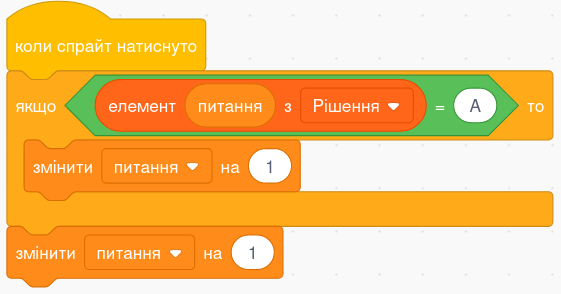 коли спрайт натиснуто
якщо елемент питання з Рішення = A то
змінити питання на 1
змінити питання на 1